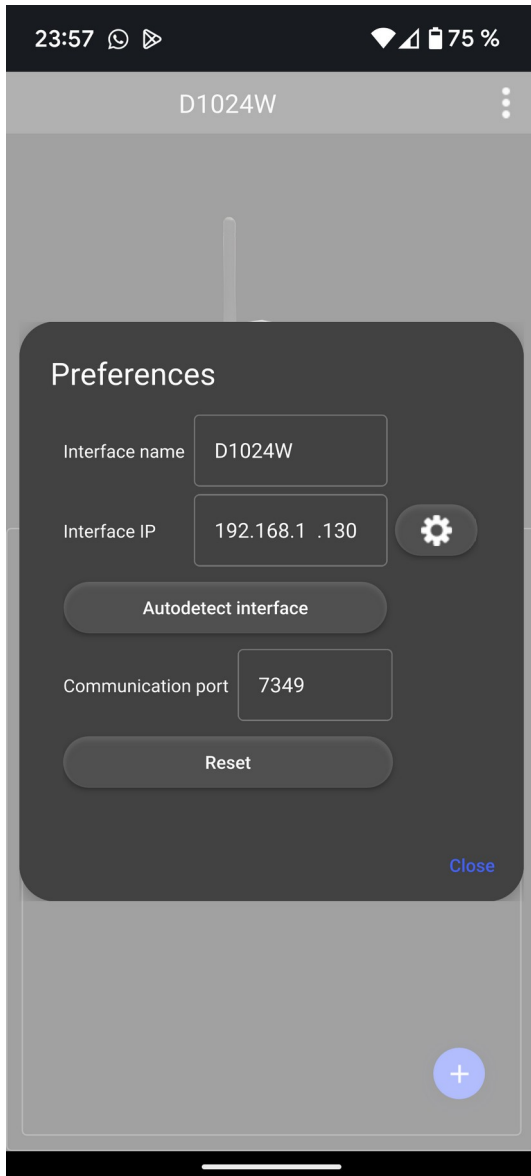 23:57 75 %
D1024W
Preferences
Interface name D1024W
Interface IP 192.168.1 .130
Autodetect interface
Communication port 7349
Reset
Close
+